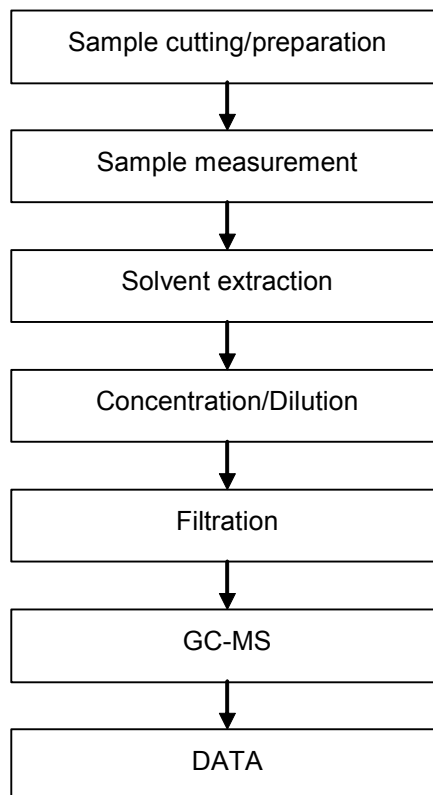 Sample cutting/preparation
Sample measurement
Solvent extraction
Concentration/Dilution
Filtration
GC-MS
DATA